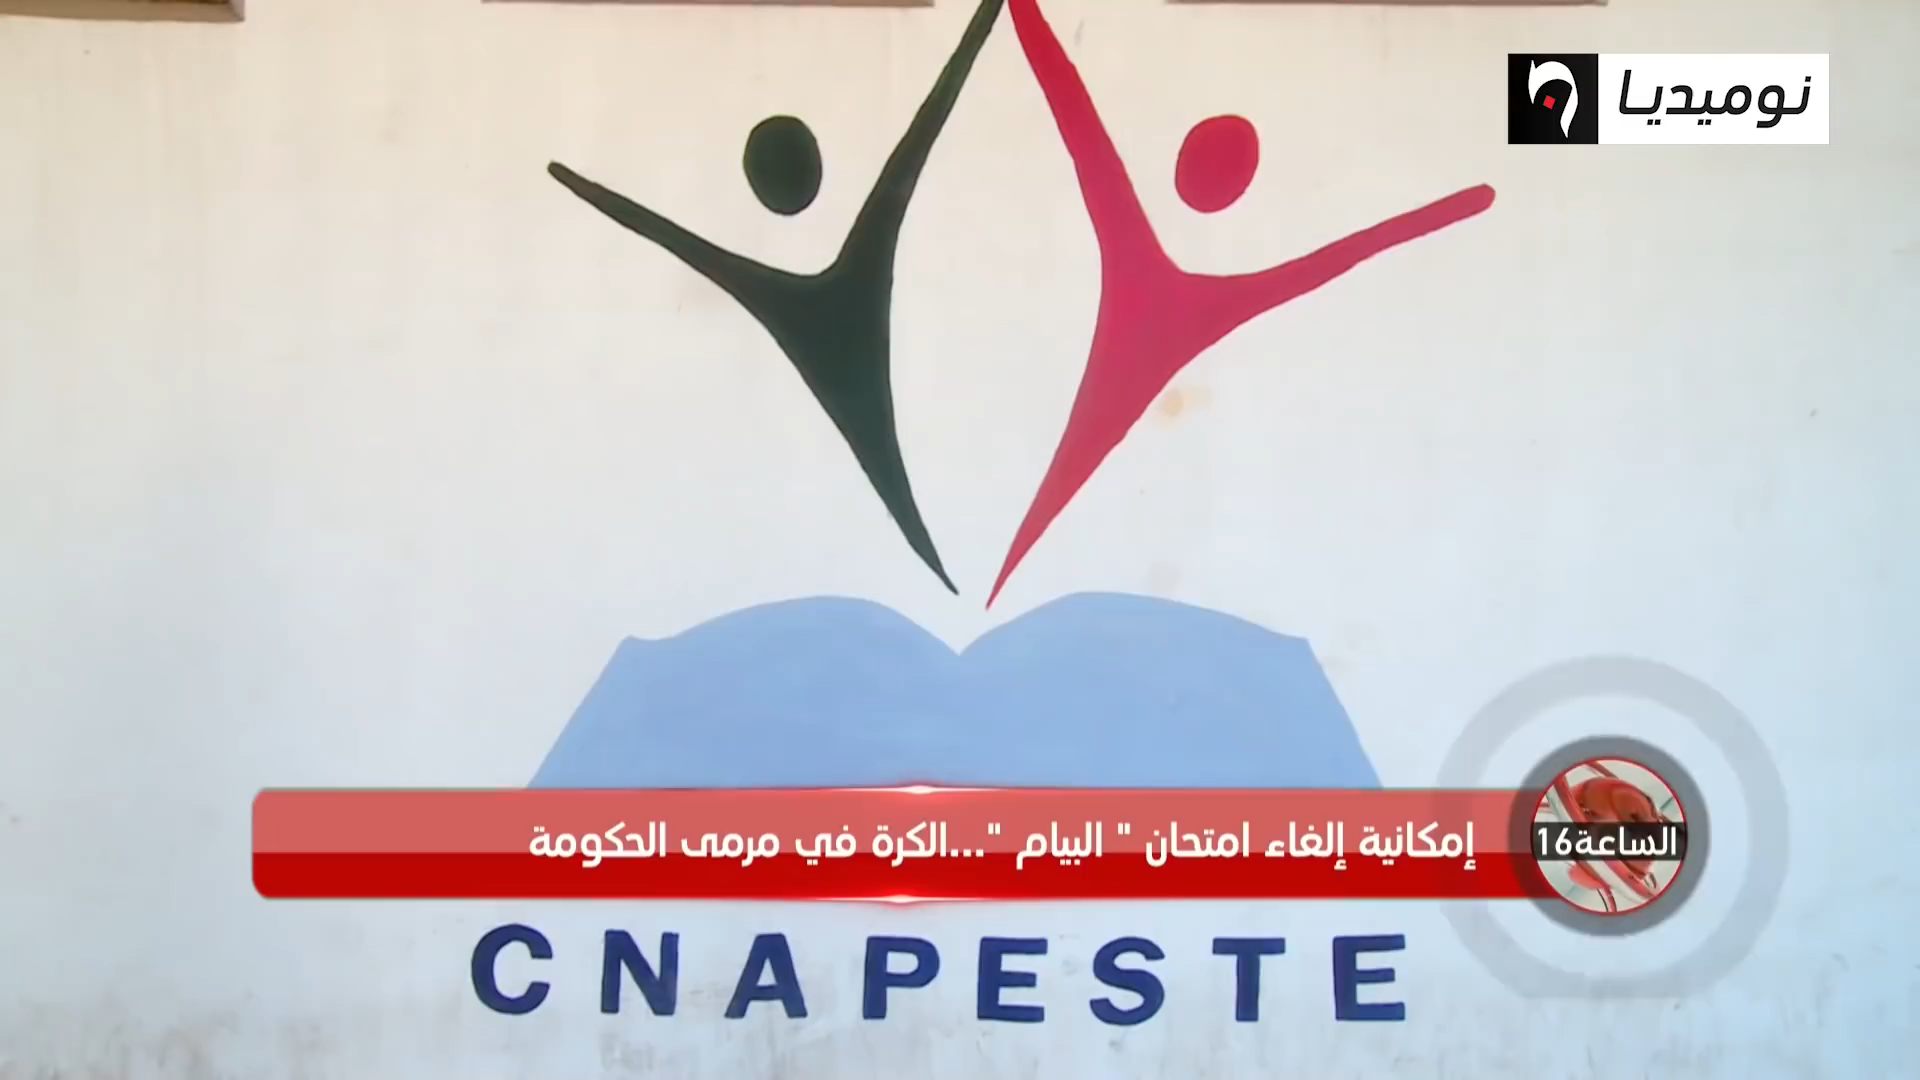 نوميديا
إمكانية إلغاء امتحان " البيام "...الكرة في مرمى الحكومة
الساعة16
CNAPESTE